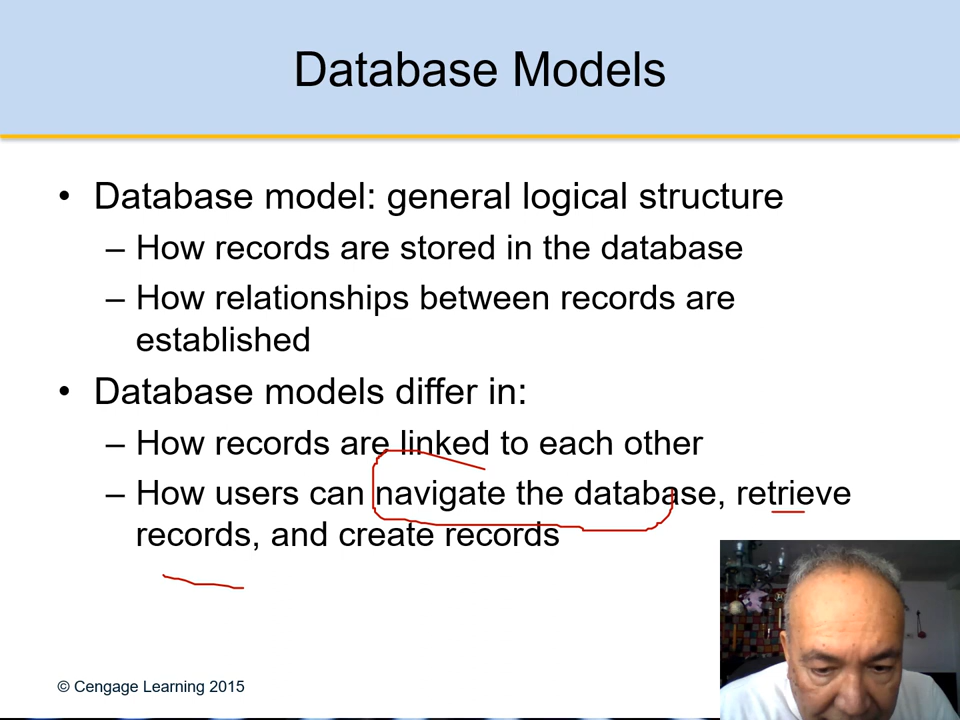 Database Models
• Database model: general logical structure
– How records are stored in the database
– How relationships between records are
established
• Database models differ in:
– How records are linked to each other
– How users can navigate the database, retrieve
records, and create records
© Cengage Learning 2015